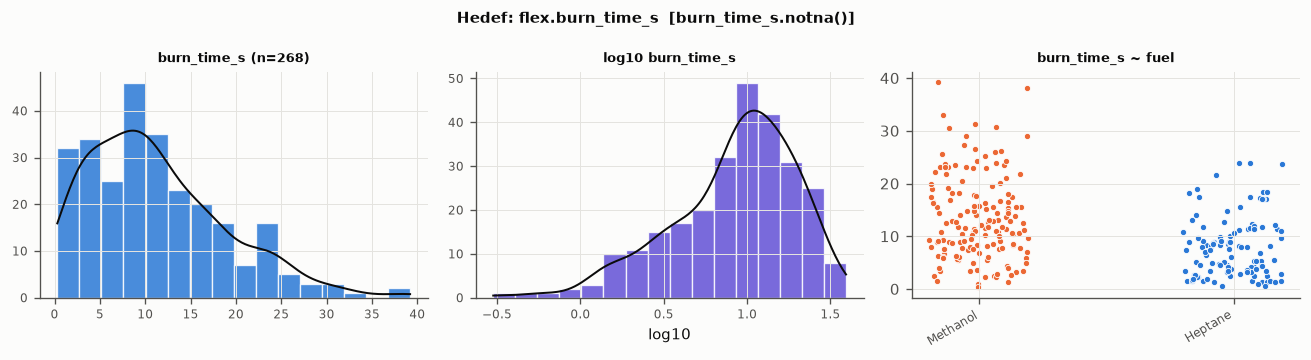 Hedef: flex.burn_time_s  [burn_time_s.notna()]
burn_time_s (n=268)
40
30
20
10
0
0 5 10 15 20 25 30 35 40
log10 burn_time_s
50
40
30
20
10
0
−0.5 0.0 0.5 1.0 1.5
log10
burn_time_s ~ fuel
40
30
20
10
0
Methanol Heptane